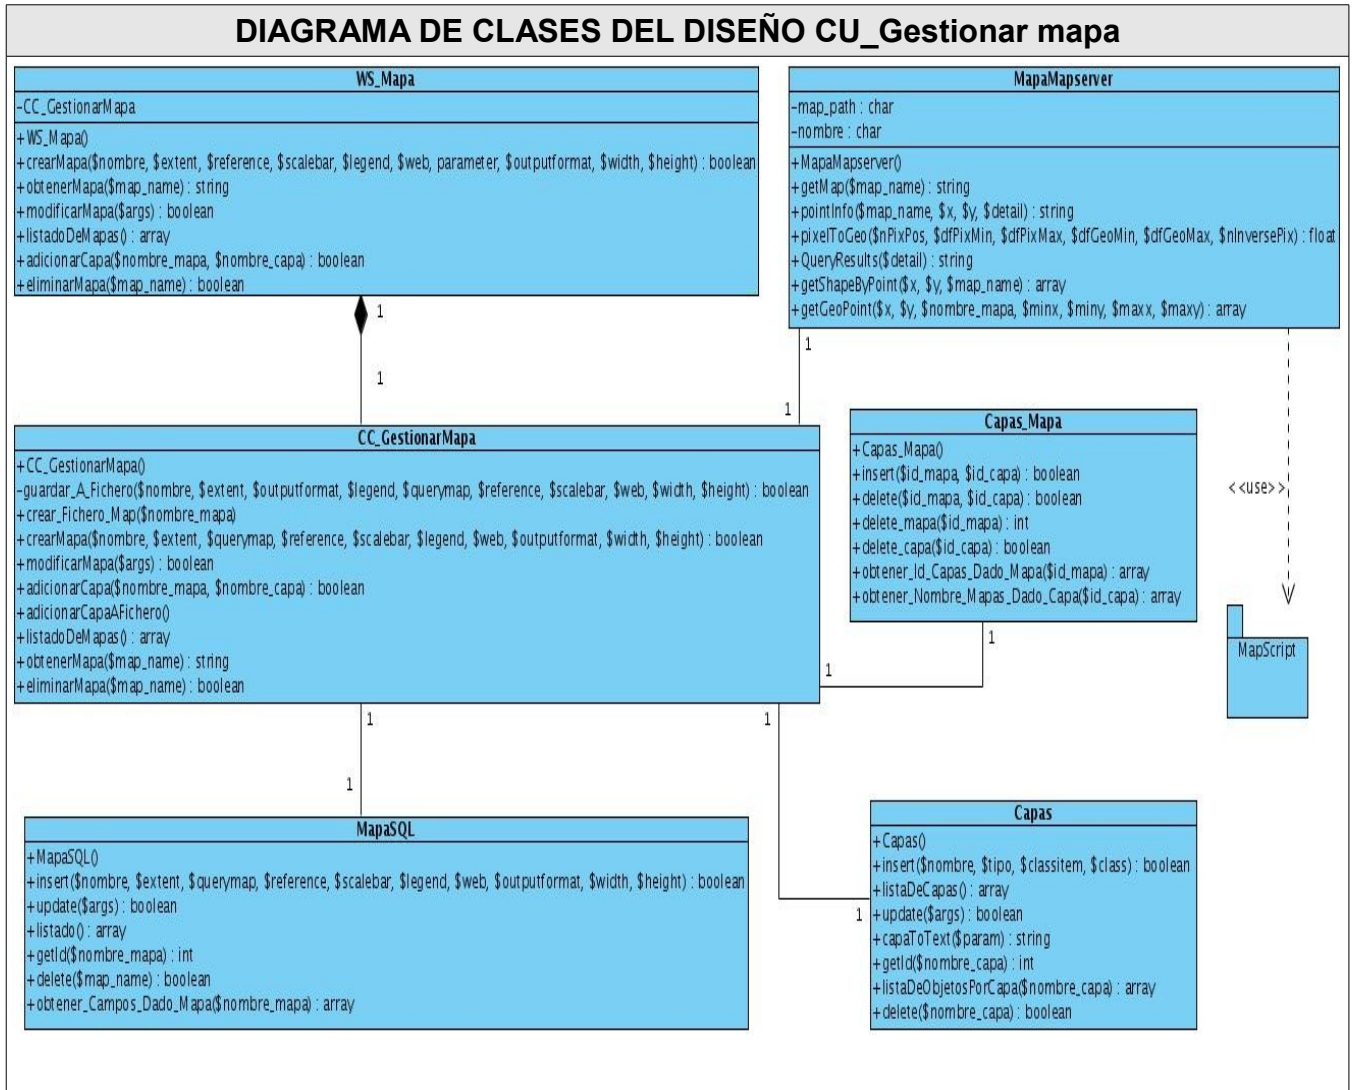 DIAGRAMA DE CLASES DEL DISEÑO CU_Gestionar mapa
WS_Mapa
-CC_GestionarMapa
+WS_Mapa()
+crearMapa($nombre, $extent, $reference, $scalebar, $legend, $web, parameter, $outputformat, $width, $height) : boolean
+obtenerMapa($map_name) : string
+modificarMapa($args) : boolean
+listadoDeMapas() : array
+adicionarCapa($nombre_mapa, $nombre_capa) : boolean
+eliminarMapa($map_name) : boolean
MapaMapserver
-map_path : char
-nombre : char
+MapaMapserver()
+getMap($map_name) : string
+pointInfo($map_name, $x, $y, $detail) : string
+pixelToGeo($nPixPos, $dfPixMin, $dfPixMax, $dfGeoMin, $dfGeoMax, $nInversePix) : float
+QueryResults($detail) : string
+getShapeByPoint($x, $y, $map_name) : array
+getGeoPoint($x, $y, $nombre_mapa, $minx, $miny, $maxx, $maxy) : array
1
1
1
1
CC_GestionarMapa
+CC_GestionarMapa()
-guardar_A_Fichero($nombre, $extent, $outputformat, $legend, $querymap, $reference, $scalebar, $web, $width, $height) : boolean
+crear_Fichero_Map($nombre_mapa)
+crearMapa($nombre, $extent, $querymap, $reference, $scalebar, $legend, $web, $outputformat, $width, $height) : boolean
+modificarMapa($args) : boolean
+adicionarCapa($nombre_mapa, $nombre_capa) : boolean
+adicionarCapaAFichero()
+listadoDeMapas() : array
+obtenerMapa($map_name) : string
+eliminarMapa($map_name) : boolean
Capas_Mapa
+Capas_Mapa()
+insert($id_mapa, $id_capa) : boolean
+delete($id_mapa, $id_capa) : boolean
+delete_mapa($id_mapa) : int
+delete_capa($id_capa) : boolean
+obtener_Id_Capas_Dado_Mapa($id_mapa) : array
+obtener_Nombre_Mapas_Dado_Capa($id_capa) : array
<<use>>
MapScript
1
1
1
1
1
1
MapaSQL
+MapaSQL()
+insert($nombre, $extent, $querymap, $reference, $scalebar, $legend, $web, $outputformat, $width, $height) : boolean
+update($args) : boolean
+listado() : array
+getId($nombre_mapa) : int
+delete($map_name) : boolean
+obtener_Campos_Dado_Mapa($nombre_mapa) : array
Capas
+Capas()
+insert($nombre, $tipo, $classitem, $class) : boolean
+listaDeCapas() : array
+update($args) : boolean
+capaToText($param) : string
+getId($nombre_capa) : int
+listaDeObjetosPorCapa($nombre_capa) : array
+delete($nombre_capa) : boolean